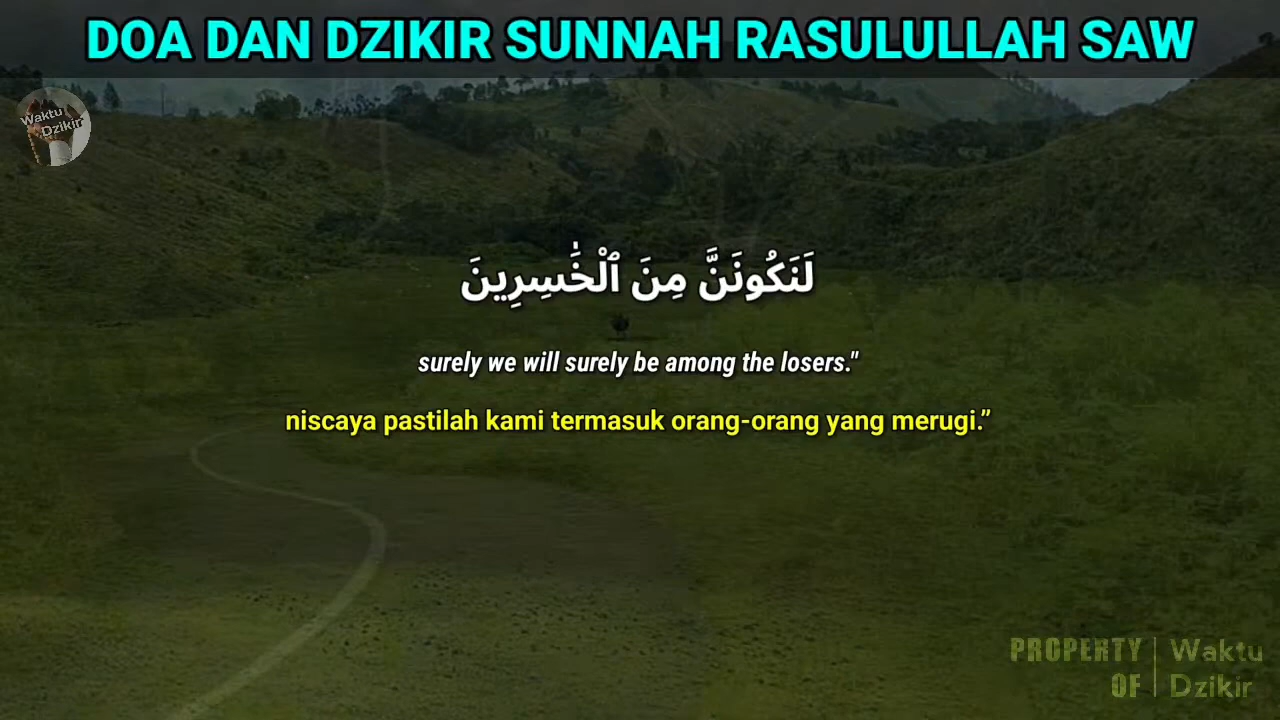 DOA DAN DZIKIR SUNNAH RASULULLAH SAW
Waktu
Dzikir
لَنَكُونَنَّ مِنَ ٱلْخَٰسِرِينَ
surely we will surely be among the losers."
niscaya pastilah kami termasuk orang-orang yang merugi.”
PROPERTY OF
Waktu Dzikir